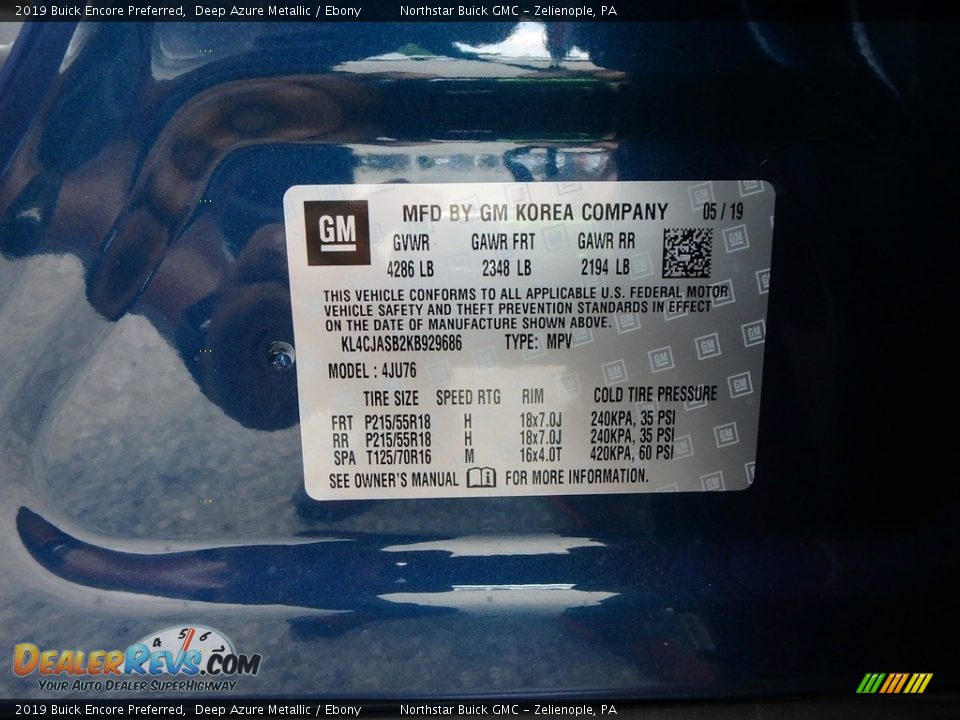 2019 Buick Encore Preferred, Deep Azure Metallic / Ebony Northstar Buick GMC - Zelienople, PA
GM MFD BY GM KOREA COMPANY 05 / 19
GVWR GAWR FRT GAWR RR
4286 LB 2348 LB 2194 LB
THIS VEHICLE CONFORMS TO ALL APPLICABLE U.S. FEDERAL MOTOR
VEHICLE SAFETY AND THEFT PREVENTION STANDARDS IN EFFECT
ON THE DATE OF MANUFACTURE SHOWN ABOVE.
KL4CJASB2KB929686 TYPE: MPV
MODEL : 4JU76
TIRE SIZE SPEED RTG RIM COLD TIRE PRESSURE
FRT P215/55R18 H 18x7.0J 240KPA, 35 PSI
RR P215/55R18 H 18x7.0J 240KPA, 35 PSI
SPA T125/70R16 M 16x4.0T 420KPA, 60 PSI
SEE OWNER'S MANUAL FOR MORE INFORMATION.
4 5 6 7
DEALERREVS.COM
YOUR AUTO DEALER SUPERHIGHWAY
2019 Buick Encore Preferred, Deep Azure Metallic / Ebony Northstar Buick GMC - Zelienople, PA